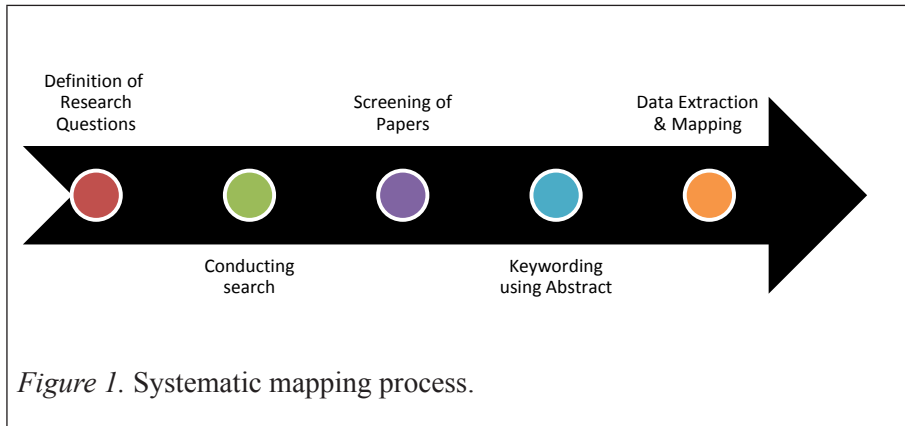 Definition of
Research
Questions
Conducting
search
Screening of
Papers
Keywording
using Abstract
Data Extraction
& Mapping
Figure 1. Systematic mapping process.